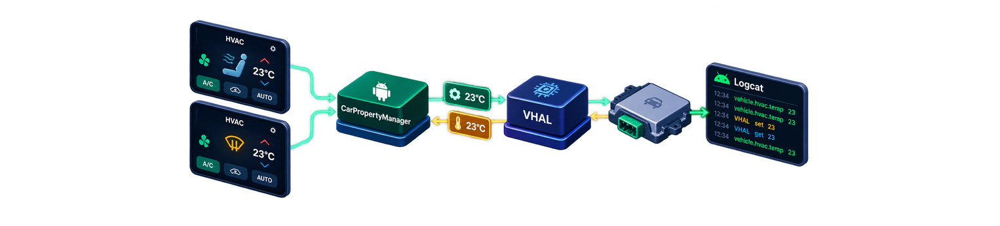 HVAC
23°C
A/C
AUTO
HVAC
23°C
A/C
AUTO
CarPropertyManager
23°C
23°C
VHAL
Logcat
12:34 vehicle.hvac.temp 23
12:34 vehicle.hvac.temp 23
12:34 VHAL set 23
12:34 VHAL get 23
12:34 vehicle.hvac.temp 23